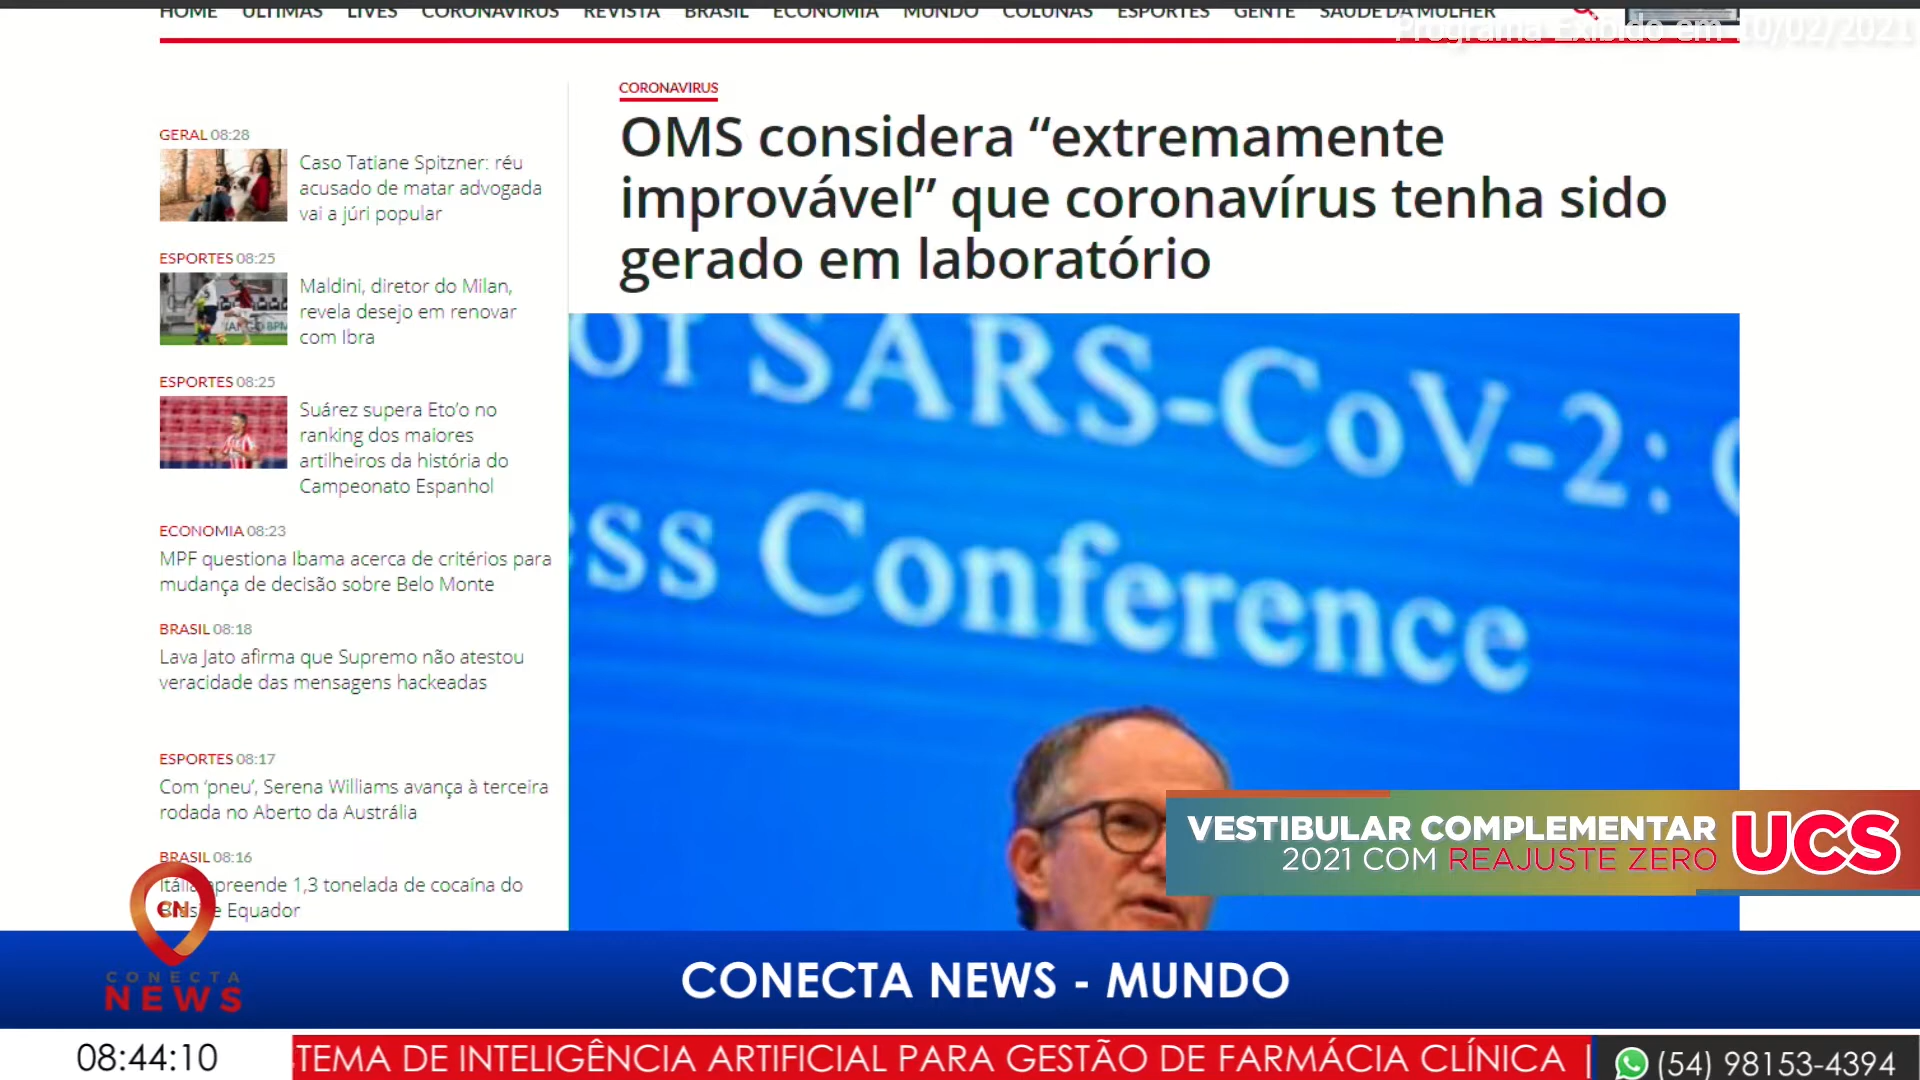 HOME ÚLTIMAS LIVES CORONAVÍRUS REVISTA BRASIL ECONOMIA MUNDO COLUNAS ESPORTES GENTE SAÚDE DA MULHER
Programa Exibido em 10/02/2021
CORONAVÍRUS
OMS considera “extremamente
improvável” que coronavírus tenha sido
gerado em laboratório
GERAL 08:28
Caso Tatiane Spitzner: réu
acusado de matar advogada
vai a júri popular
ESPORTES 08:25
Maldini, diretor do Milan,
revela desejo em renovar
com Ibra
ESPORTES 08:25
Suárez supera Eto’o no
ranking dos maiores
artilheiros da história do
Campeonato Espanhol
ECONOMIA 08:23
MPF questiona Ibama acerca de critérios para
mudança de decisão sobre Belo Monte
BRASIL 08:18
Lava Jato afirma que Supremo não atestou
veracidade das mensagens hackeadas
ESPORTES 08:17
Com ‘pneu’, Serena Williams avança à terceira
rodada no Aberto da Austrália
BRASIL 08:16
Itália apreende 1,3 tonelada de cocaína do
Equador
of SARS-CoV-2:
ss Conference
VESTIBULAR COMPLEMENTAR
2021 COM REAJUSTE ZERO
UCS
CN
CONECTA
NEWS
CONECTA NEWS - MUNDO
08:44:10
TEMA DE INTELIGÊNCIA ARTIFICIAL PARA GESTÃO DE FARMÁCIA CLÍNICA |
(54) 98153-4394